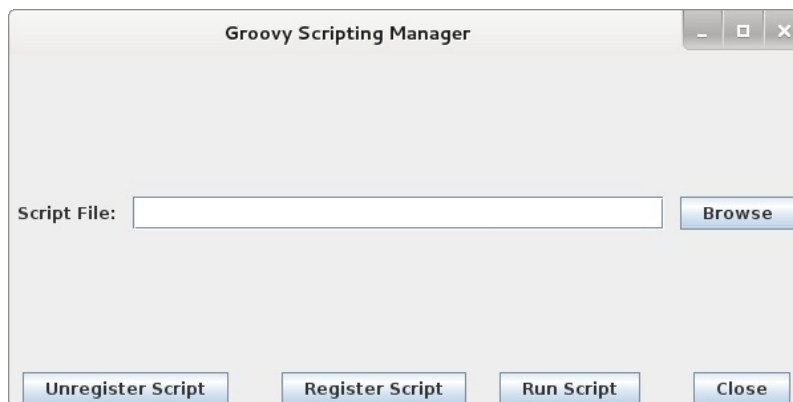 Groovy Scripting Manager
Script File:
Browse
Unregister Script
Register Script
Run Script
Close